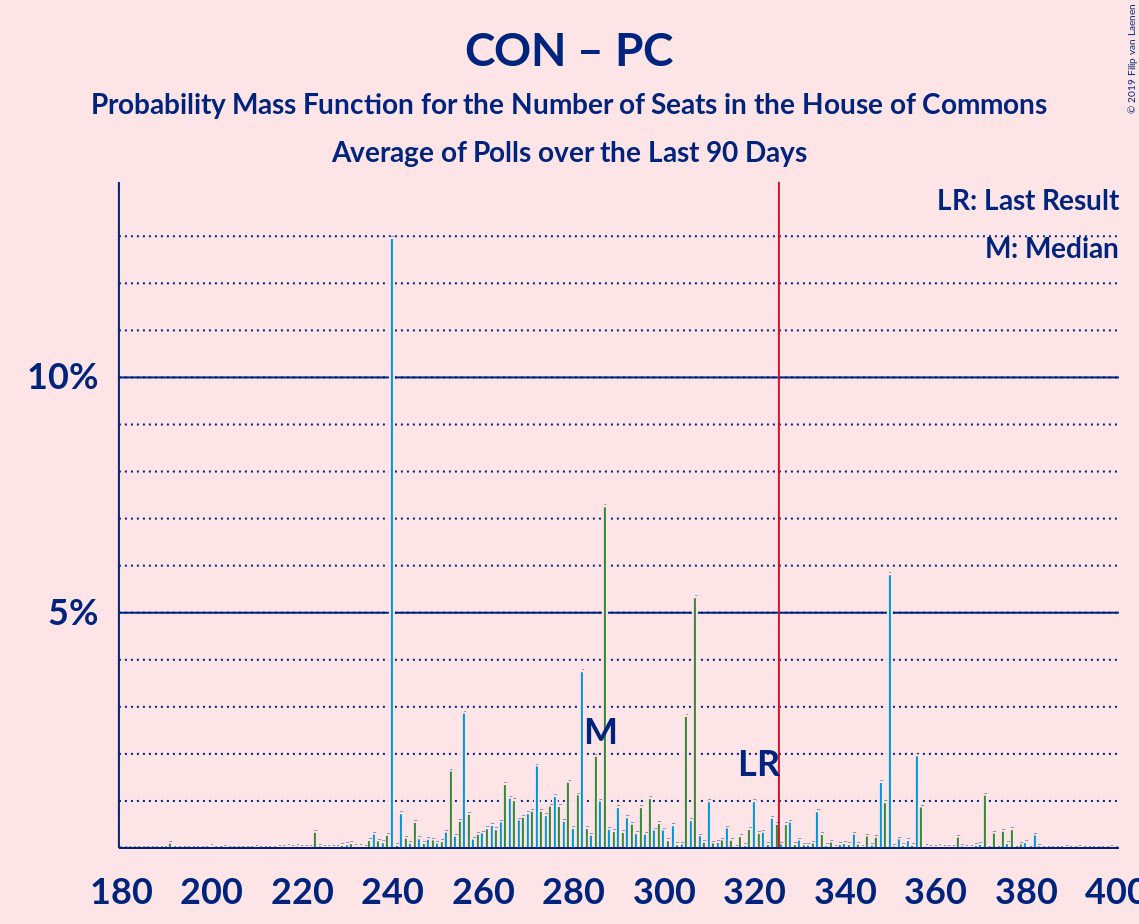 CON – PC
Probability Mass Function for the Number of Seats in the House of Commons
Average of Polls over the Last 90 Days
© 2019 Filip van Laenen
LR: Last Result
M: Median
10%
5%
M
LR
180 200 220 240 260 280 300 320 340 360 380 400